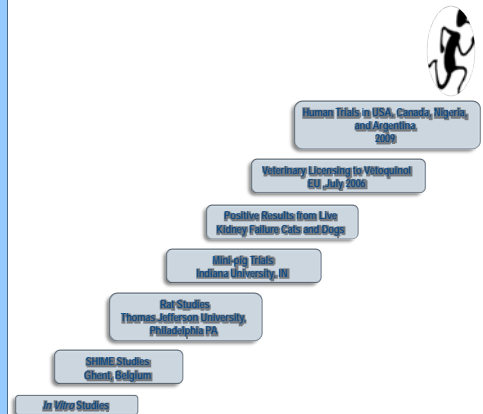 Human Trials in USA, Canada, Nigeria,
and Argentina
2009
Veterinary Licensing to Vetoquinol
EU ,July 2006
Positive Results from Live
Kidney Failure Cats and Dogs
Mini-pig Trials
Indiana University, IN
Rat Studies
Thomas Jefferson University,
Philadelphia PA
SHIME Studies
Ghent, Belgium
In Vitro Studies